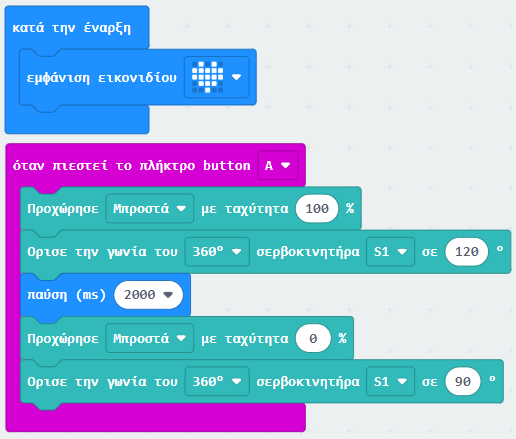 κατά την έναρξη
εμφάνιση εικονιδίου
όταν πιεστεί το πλήκτρο button A
Προχώρησε Μπροστά με ταχύτητα 100 %
Ορισε την γωνία του 360° σερβοκινητήρα S1 σε 120 °
παύση (ms) 2000
Προχώρησε Μπροστά με ταχύτητα 0 %
Ορισε την γωνία του 360° σερβοκινητήρα S1 σε 90 °